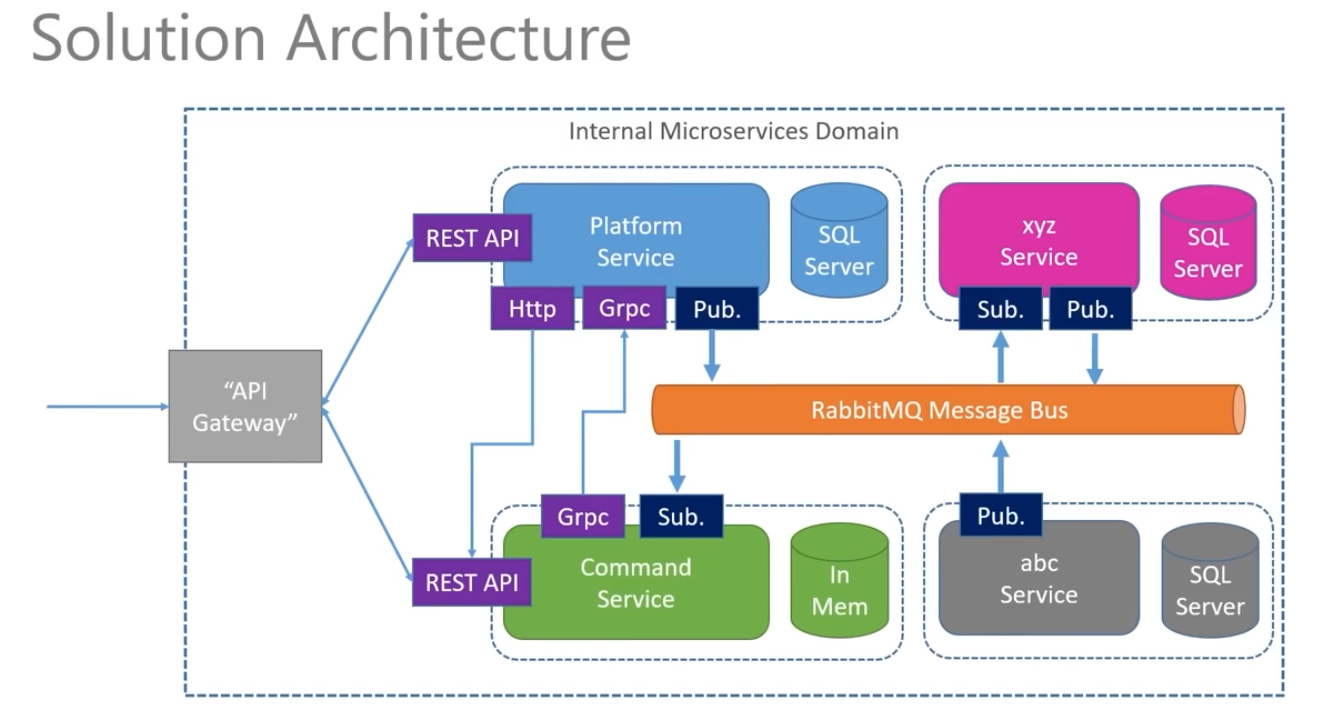 Solution Architecture
Internal Microservices Domain
REST API
Platform
Service
SQL
Server
xyz
Service
SQL
Server
Http
Grpc
Pub.
Sub.
Pub.
“API
Gateway”
RabbitMQ Message Bus
Grpc
Sub.
Pub.
REST API
Command
Service
In
Mem
abc
Service
SQL
Server